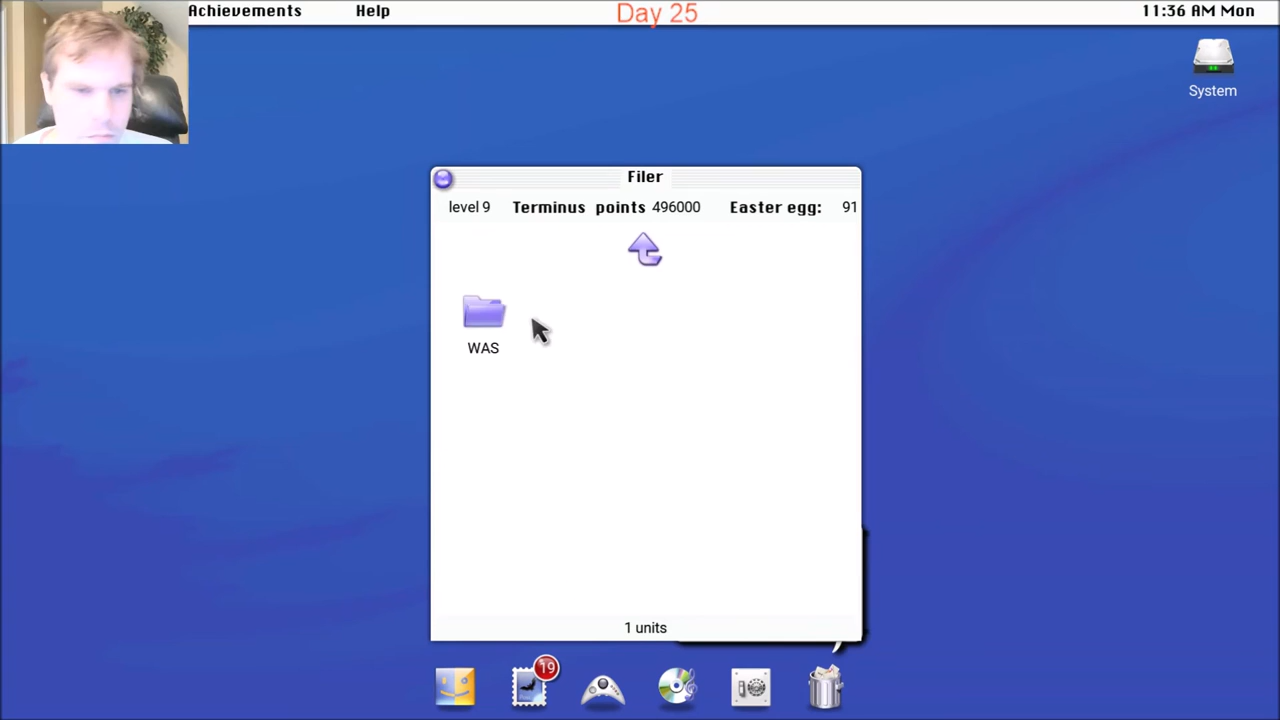 Achievements Help Day 25 11:36 AM Mon
System
Filer
level 9 Terminus points 496000 Easter egg: 91
WAS
1 units
19